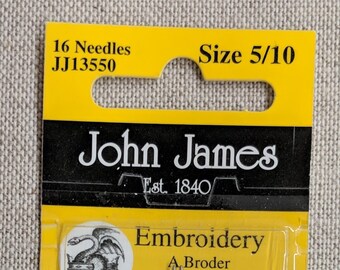 16 Needles
JJ13550
Size 5/10
John James
Est. 1840
Embroidery
A Broder